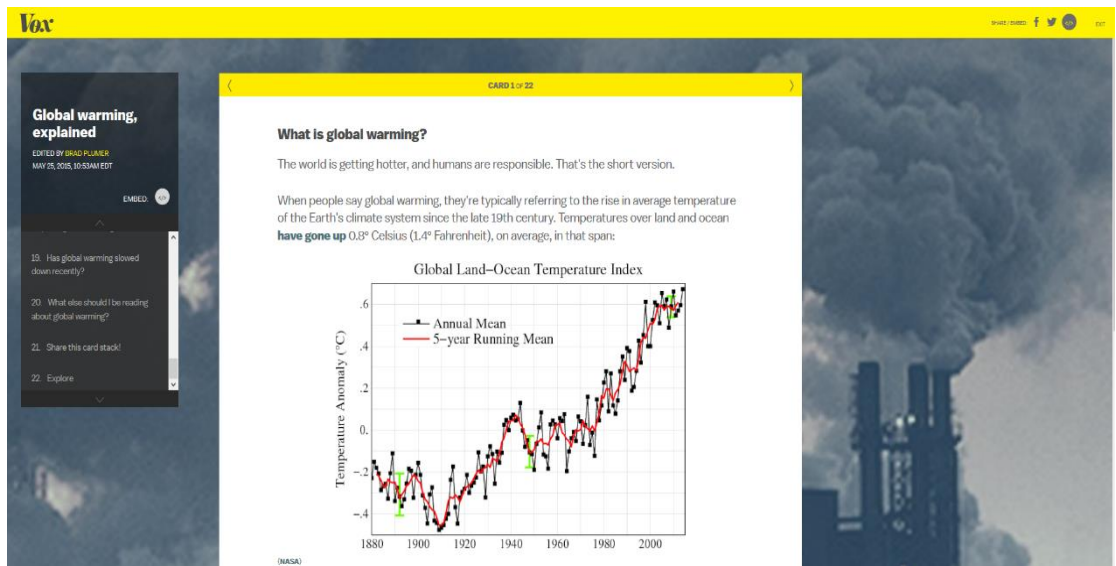 Vox
SHARE / EMBED:
EXIT
Global warming,
explained
EDITED BY BRAD PLUMER
MAY 25, 2015, 10:53AM EDT
EMBED:
19. Has global warming slowed
down recently?
20. What else should I be reading
about global warming?
21. Share this card stack!
22. Explore
CARD 1 OF 22
What is global warming?
The world is getting hotter, and humans are responsible. That's the short version.
When people say global warming, they're typically referring to the rise in average temperature
of the Earth's climate system since the late 19th century. Temperatures over land and ocean
have gone up 0.8° Celsius (1.4° Fahrenheit), on average, in that span:
Global Land–Ocean Temperature Index
Annual Mean
5–year Running Mean
Temperature Anomaly (°C)
.6
.4
.2
0.
–.2
–.4
1880 1900 1920 1940 1960 1980 2000
(NASA)